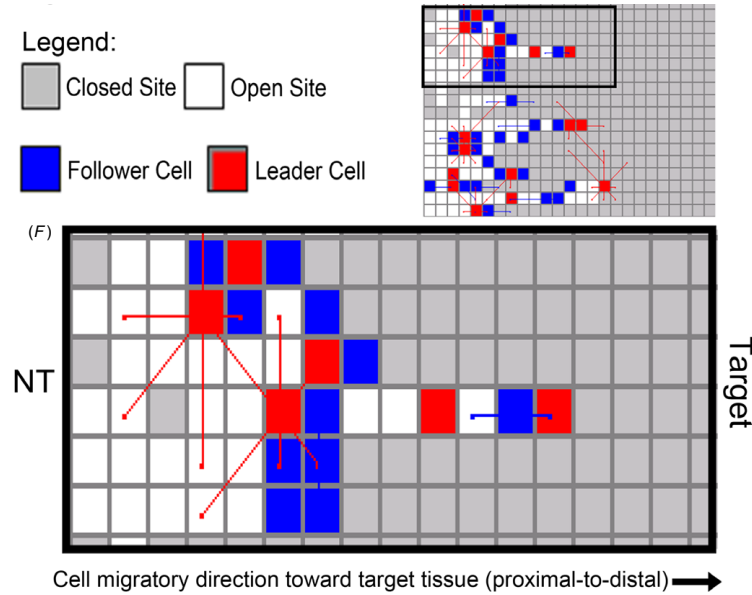 Legend:
Closed Site Open Site
Follower Cell Leader Cell
(F)
NT
Target
Cell migratory direction toward target tissue (proximal-to-distal)